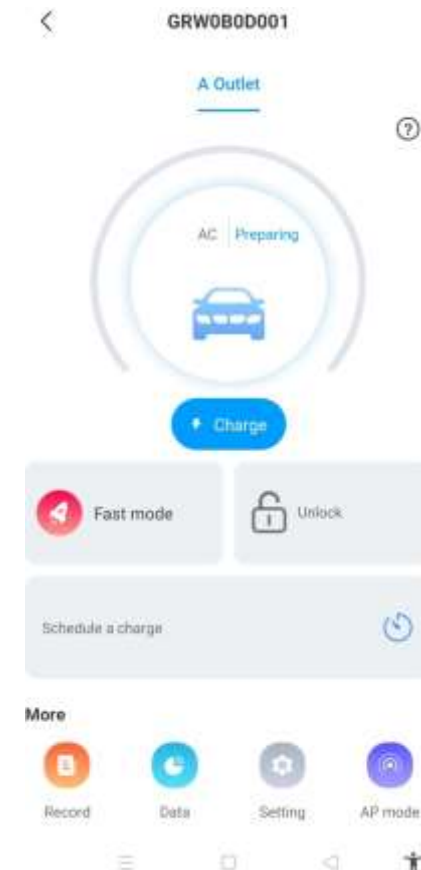 GRW0B0D001
A Outlet
?
AC Preparing
Charge
Fast mode
Unlock
Schedule a charge
More
Record Data Setting AP mode